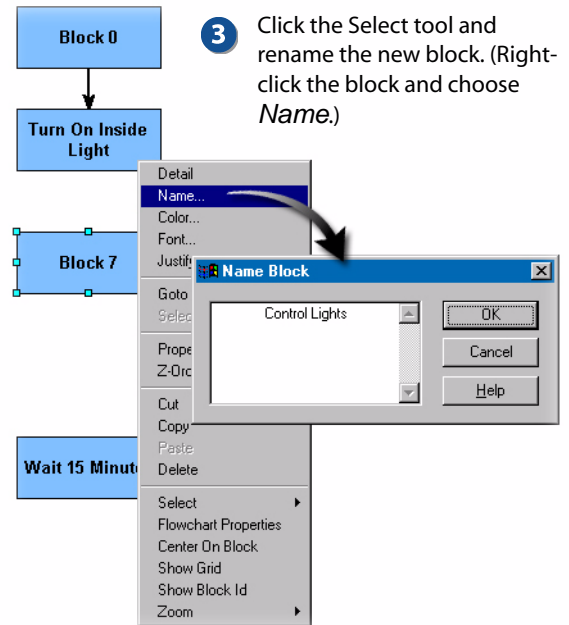 Block 0
3
Click the Select tool and
rename the new block. (Right-
click the block and choose
Name.)
Turn On Inside
Light
Detail
Name...
Color...
Font...
Block 7
Name Block
Control Lights
OK
Cancel
Help
Goto
Cut
Copy
Paste
Delete
Wait 15
Select
Flowchart Properties
Center On Block
Show Grid
Show Block Id
Zoom